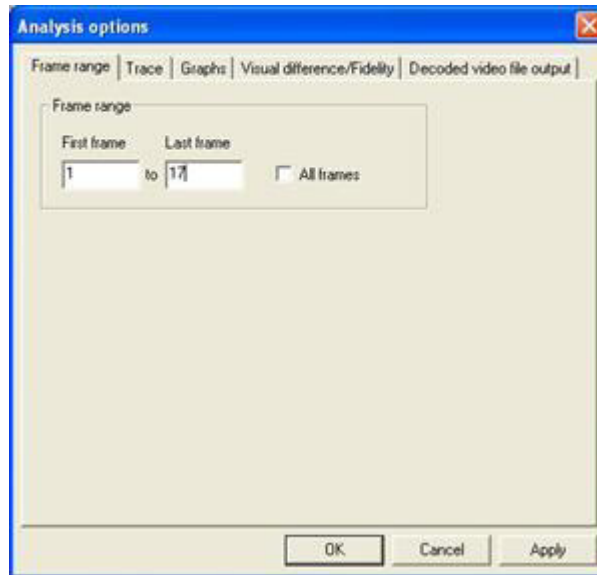 Analysis options
Frame range Trace Graphs Visual difference/Fidelity Decoded video file output
Frame range
First frame Last frame
1 to 17 All frames
OK Cancel Apply